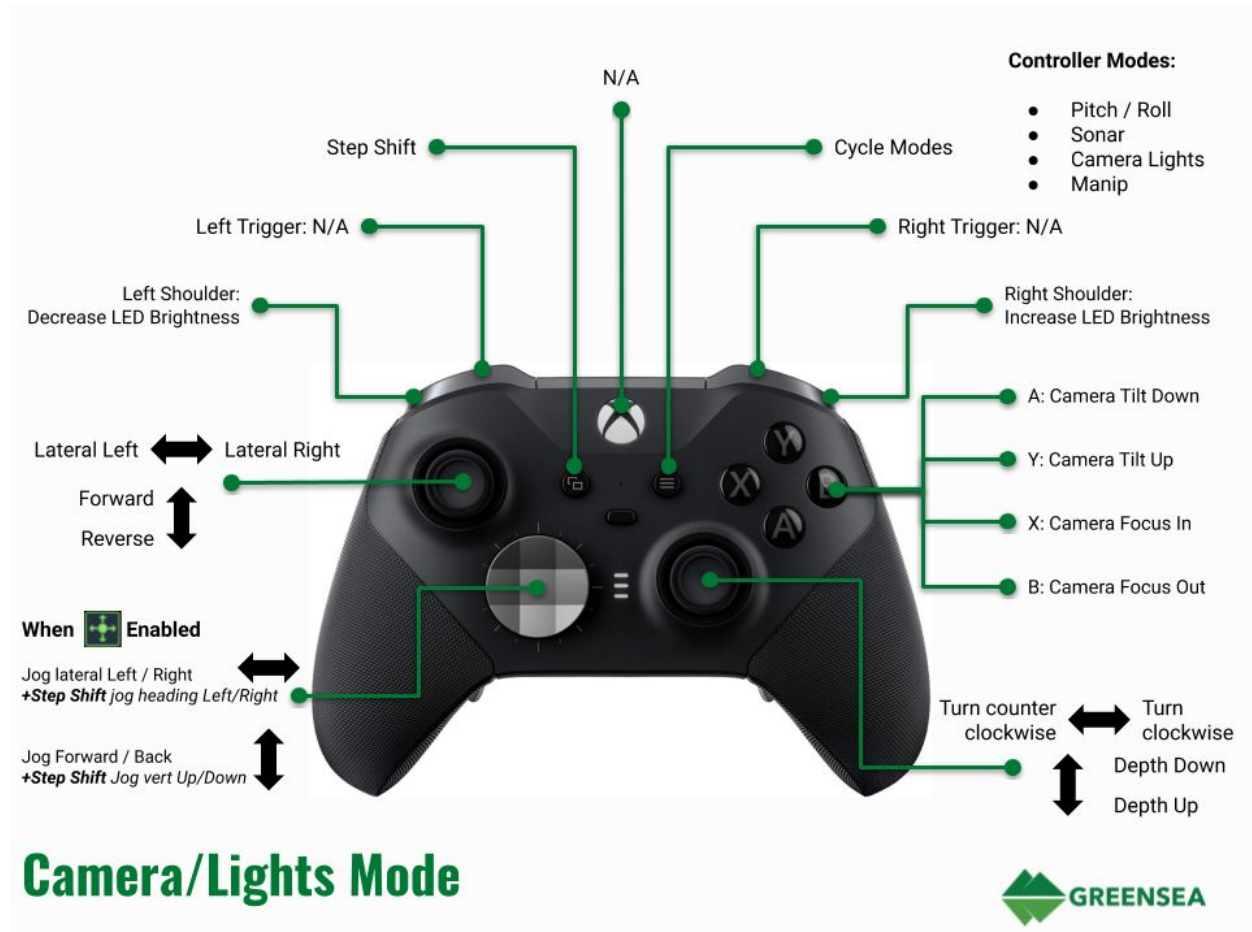 N/A
Controller Modes:
● Pitch / Roll
● Sonar
● Camera Lights
● Manip
Step Shift
Cycle Modes
Left Trigger: N/A
Right Trigger: N/A
Left Shoulder:
Decrease LED Brightness
Right Shoulder:
Increase LED Brightness
A: Camera Tilt Down
Y: Camera Tilt Up
X: Camera Focus In
B: Camera Focus Out
Lateral Left
Lateral Right
Forward
Reverse
Y
X
B
A
When Enabled
Jog lateral Left / Right
+Step Shift jog heading Left/Right
Jog Forward / Back
+Step Shift Jog vert Up/Down
Turn counter
clockwise
Turn
clockwise
Depth Down
Depth Up
Camera/Lights Mode
GREENSEA